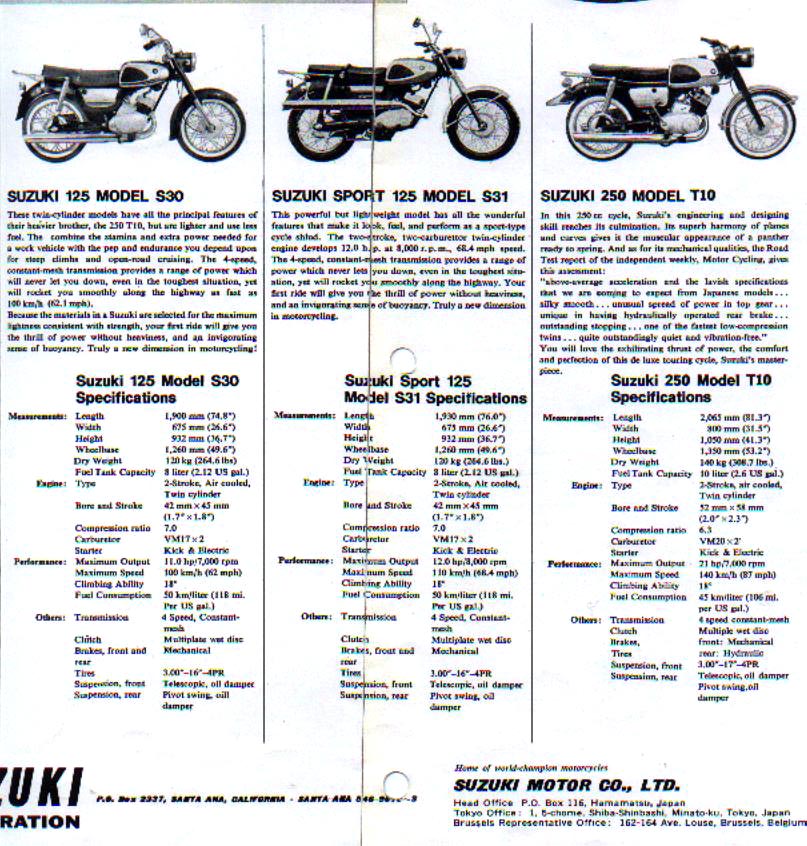 SUZUKI 125 MODEL S30
These twin-cylinder models have all the principal features of
their heavier brother, the 250 T10, but are lighter and use less
fuel. The combine the stamina and extra power needed for
a work vehicle with the pep and endurance you depend upon
for steep climbs and open-road cruising. The 4-speed,
constant-mesh transmission provides a range of power which
will never let you down, even in the toughest situation, yet
will rocket you smoothly along the highway as fast as
100 km/h (62.1 mph).
Because the materials in a Suzuki are selected for the maximum
lightness consistent with strength, your first ride will give you
the thrill of power without heaviness, and an invigorating
sense of buoyancy. Truly a new dimension in motorcycling!
Suzuki 125 Model S30
Specifications
Measurements: Length 1,900 mm (74.8")
Width 675 mm (26.6")
Height 932 mm (36.7")
Wheelbase 1,260 mm (49.6")
Dry Weight 120 kg (264.6 lbs)
Fuel Tank Capacity 8 liter (2.12 US gal.)
Engine: Type 2-Stroke, Air cooled,
Twin cylinder
Bore and Stroke 42 mm × 45 mm
(1.7" × 1.8")
Compression ratio 7.0
Carburetor VM17 × 2
Starter Kick & Electric
Performance: Maximum Output 11.0 hp/8,000 rpm
Maximum Speed 100 km/h (62 mph)
Climbing Ability 18°
Fuel Consumption 50 km/liter (118 mi.
Per US gal.)
Others: Transmission 4 Speed, Constant-
mesh
Clutch Multiplate wet disc
Brakes, front and Mechanical
rear
Tires 3.00"-16"-4PR
Suspension, front Telescopic, oil damper
Suspension, rear Pivot swing, oill
damper
SUZUKI SPORT 125 MODEL S31
This powerful but lightweight model has all the wonderful
features that make it look, feel, and perform as a sport-type
cycle shlud. The two-stroke, two-carburetor twin-cylinder
engine develops 12.0 h.p. at 8,000 r.p.m., 68.4 mph speed.
The 4-speed, constant-mesh transmission provides a range of
power which never lets you down, even in the toughest situ-
ation, yet will rocket you smoothly along the highway. Your
first ride will give you the thrill of power without heaviness,
and an invigorating sense of buoyancy. Truly a new dimension
in motorcycling.
Suzuki Sport 125
Model S31 Specifications
Measurements: Length 1,930 mm (76.0")
Width 675 mm (26.6")
Height 932 mm (36.7")
Wheelbase 1,260 mm (49.6")
Dry Weight 120 kg (264.6 lb)
Fuel Tank Capacity 8 liter (2.12 US gal.)
Engine: Type 2-Stroke, Air cooled,
Twin cylinder
Bore and Stroke 42 mm × 45 mm
(1.7" × 1.8")
Compression ratio 7.0
Carburetor VM17 × 2
Starter Kick & Electric
Performance: Maximum Output 12.0 hp/8,000 rpm
Maximum Speed 110 km/h (68.4 mph)
Climbing Ability 18°
Fuel Consumption 50 km/liter (118 mi.
Per US gal.)
Others: Transmission 4 Speed, Constant-
mesh
Clutch Multiplate wet disc
Brakes, front and Mechanical
rear
Tires 3.00"-16"-4PR
Suspension, front Telescopic, oil damper
Suspension, rear Pivot swing, oil
damper
SUZUKI 250 MODEL T10
In this 250 cc cycle, Suzuki's engineering and designing
skill reaches its culmination. Its superb harmony of planes
and curves gives it the muscular appearance of a panther
ready to spring. And as for its mechanical qualities, the Road
Test report of the independent weekly, Motor Cycling, gives
this assessment:
"above-average acceleration and the lavish specifications
that we are coming to expect from Japanese models...
silky smooth... unusual spread of power in top gear...
unique in having hydraulically operated rear brake...
outstanding stopping... one of the fastest low-compression
twins... quite outstandingly quiet and vibration-free."
You will love the exhilirating thrust of power, the comfort
and perfection of this de luxe touring cycle, Suzuki's master-
piece.
Suzuki 250 Model T10
Specifications
Measurements: Length 2,065 mm (81.3")
Width 800 mm (31.5")
Height 1,050 mm (41.3")
Wheelbase 1,350 mm (53.2")
Dry Weight 140 kg (308.7 lbs.)
Fuel Tank Capacity 10 liter (2.6 US gal.)
Engine: Type 2-Stroke, air cooled,
Twin cylinder
Bore and Stroke 52 mm × 58 mm
(2.0" × 2.3")
Compression ratio 6.3
Carburetor VM20 × 2
Starter Kick & Electric
Performance: Maximum Output 21 hp/7,000 rpm
Maximum Speed 140 km/h (87 mph)
Climbing Ability 18°
Fuel Consumption 45 km/liter (106 mi.
per US gal.)
Others: Transmission 4 speed constant-mesh
Clutch Multiple wet disc
Brakes, front: Mechanical
Tires rear: Hydraulic
Suspension, front 3.00"-17"-4PR
Suspension, rear Telescopic, oil damper
Pivot swing, oil
damper
ZUKI
RATION
P.O. Box 2337, SANTA ANA, CALIFORNIA - SANTA ANA
Home of world-champion motorcycles
SUZUKI MOTOR CO., LTD.
Head Office P.O. Box 116, Hamamatsu, Japan
Tokyo Office: 1, 5-chome, Shiba-Shinbashi, Minato-ku, Tokyo, Japan
Brussels Representative Office: 162-164 Ave. Louse, Brussels, Belgium